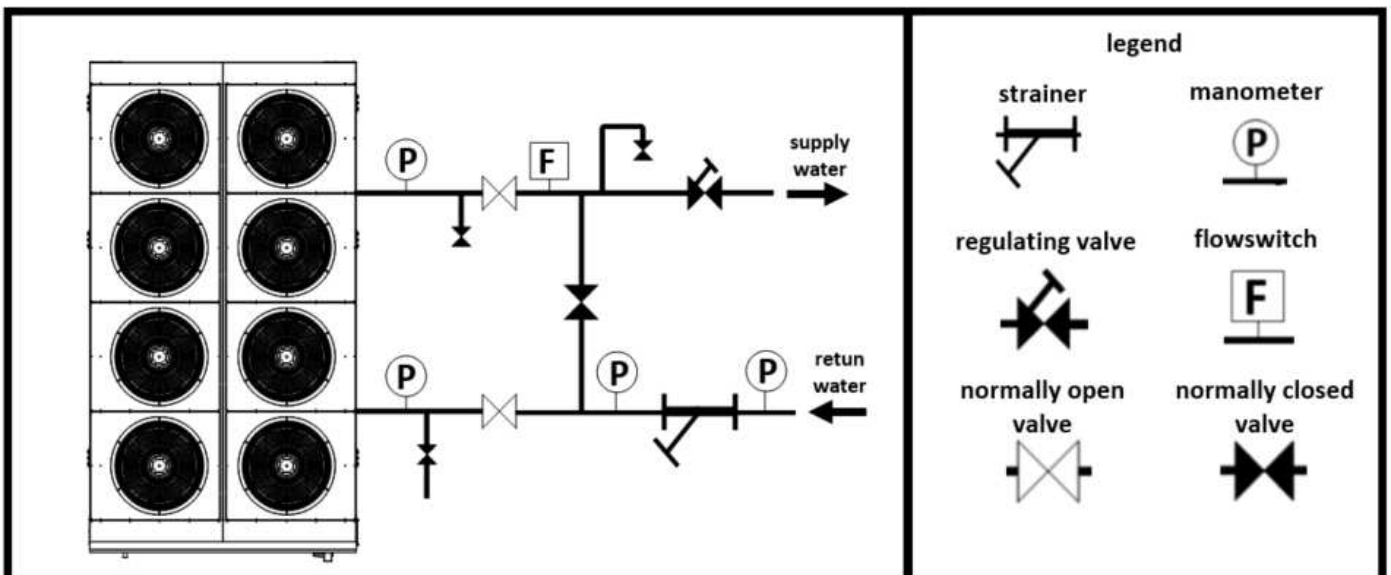 P
F
supply
water
P
P
P
retun
water
legend
strainer
manometer
P
regulating valve
flowswitch
F
normally open
valve
normally closed
valve